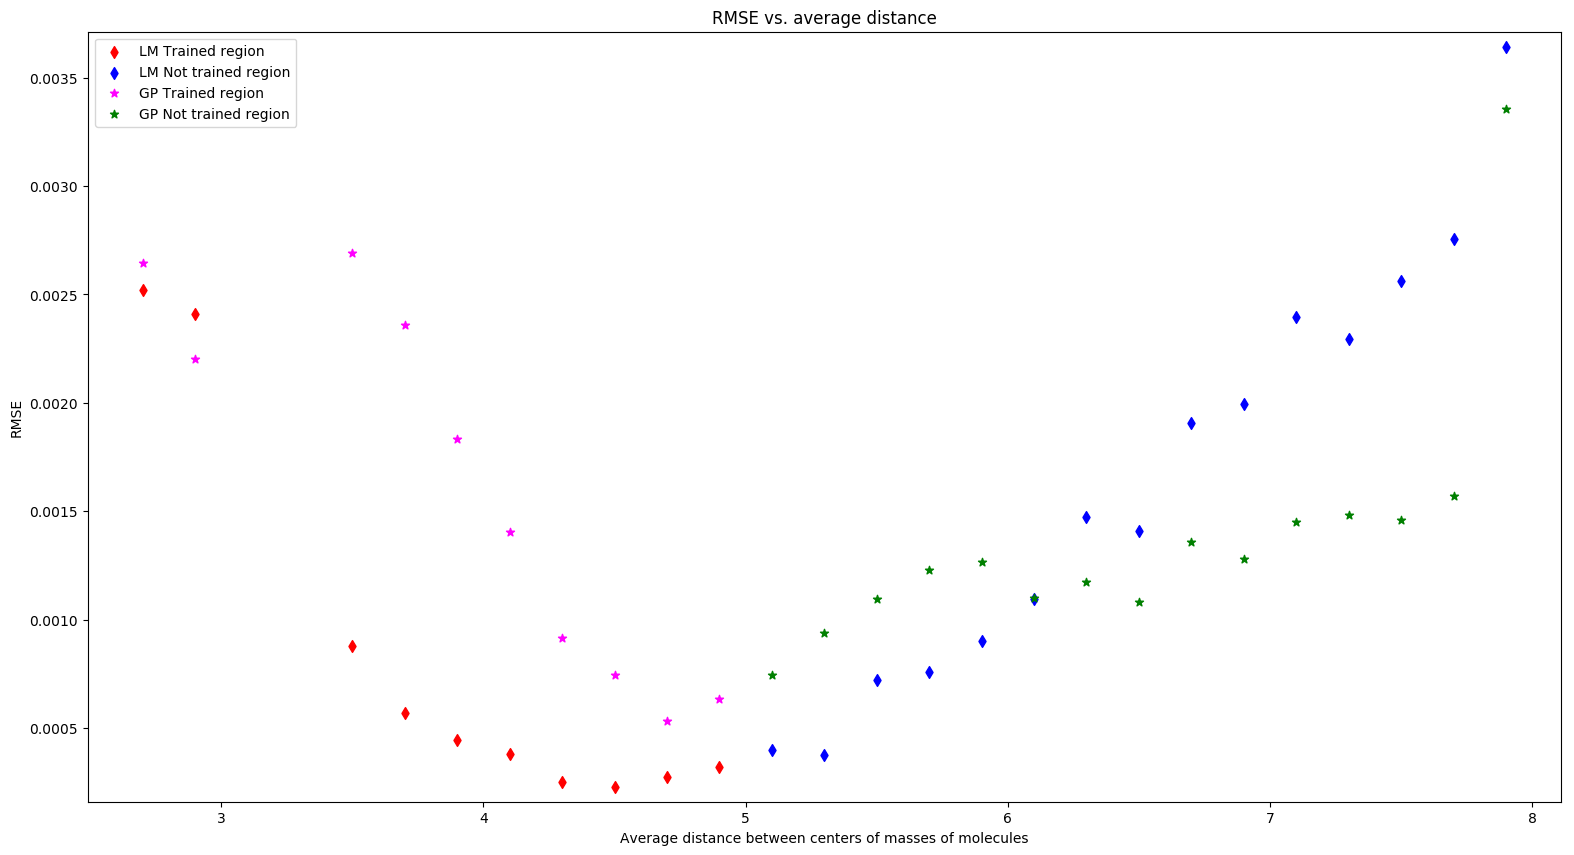 RMSE vs. average distance
LM Trained region
LM Not trained region
GP Trained region
GP Not trained region
0.0035
0.0030
0.0025
0.0020
0.0015
0.0010
0.0005
RMSE
3 4 5 6 7 8
Average distance between centers of masses of molecules